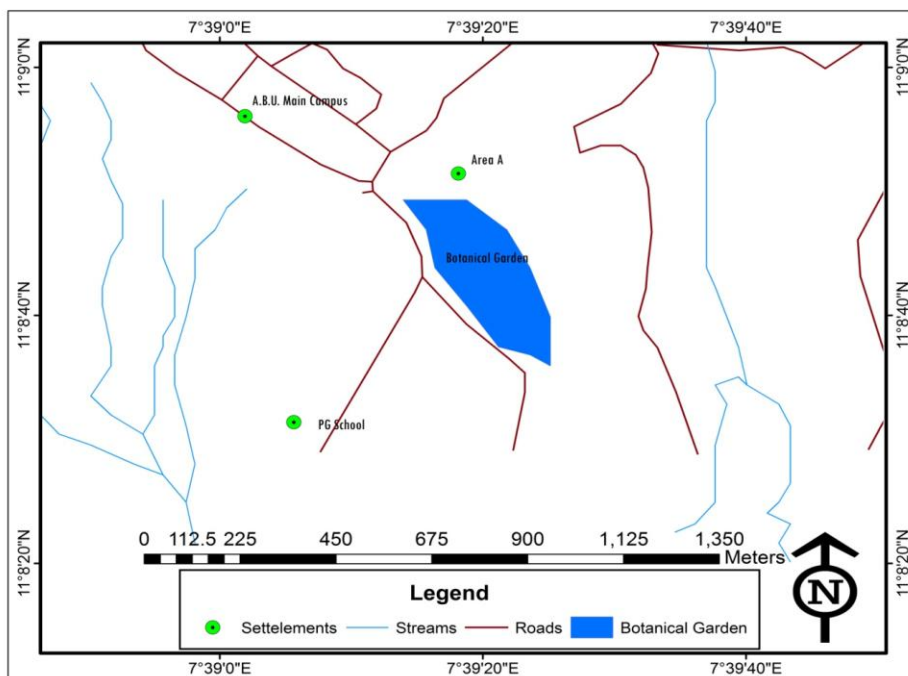 7°39'0"E 7°39'20"E 7°39'40"E
11°9'0"N 11°9'0"N
A.B.U. Main Campus
Area A
Botanical Garden
11°8'40"N 11°8'40"N
PG School
0 112.5 225 450 675 900 1,125 1,350
Meters
11°8'20"N 11°8'20"N
Legend
Settelements Streams Roads Botanical Garden
N
7°39'0"E 7°39'20"E 7°39'40"E